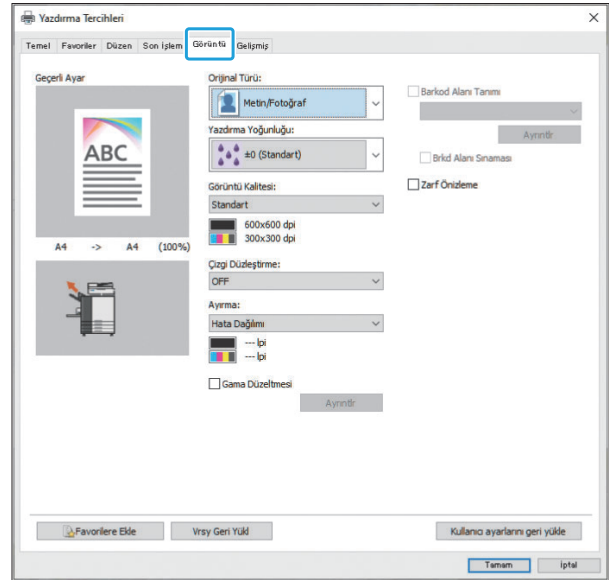 Yazdırma Tercihleri
Temel Favoriler Düzen Son işlem Görüntü Gelişmiş
Geçerli Ayar
ABC
A4 -> A4 (100%)
Orijinal Türü:
Metin/Fotoğraf
Yazdırma Yoğunluğu:
±0 (Standart)
Görüntü Kalitesi:
Standart
600x600 dpi
300x300 dpi
Çizgi Düzleştirme:
OFF
Ayırma:
Hata Dağılımı
--- lpi
--- lpi
Gama Düzeltmesi
Ayrıntlr
Barkod Alanı Tanımı
Ayrıntlr
Brkd Alanı Sınaması
Zarf Önizleme
Favorilere Ekle
Vrsy Geri Yükl
Kullanıcı ayarlarını geri yükle
Tamam
İptal